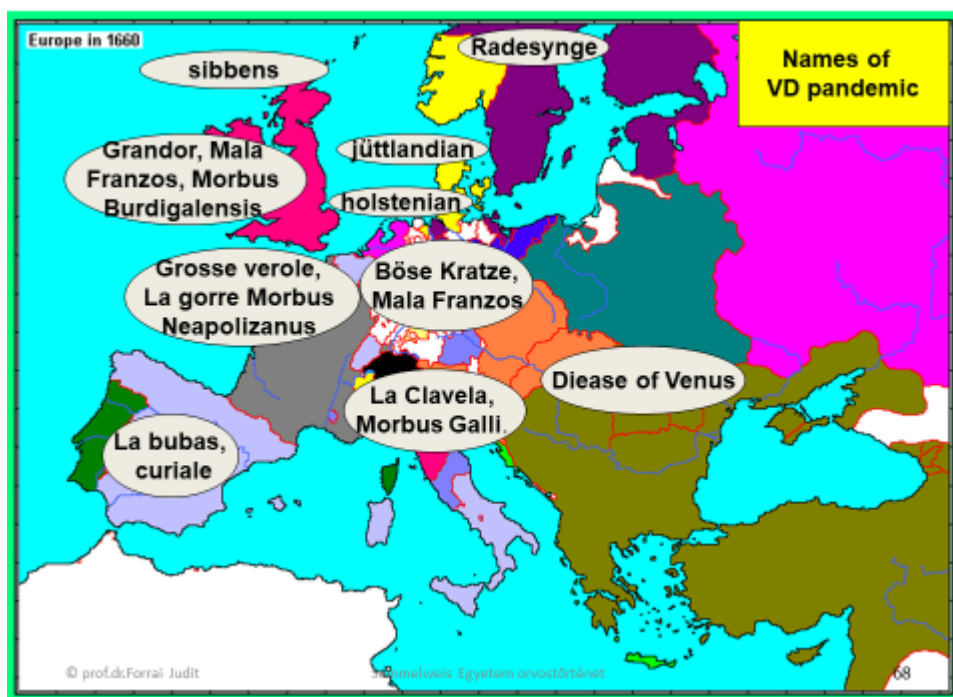 Europe in 1660
Radesynge
Names of
VD pandemic
sibbens
Grandor, Mala
Franzos, Morbus
Burdigalensis
jüttlandian
holstenian
Grosse verole,
La gorre Morbus
Neapolizanus
Böse Kratze,
Mala Franzos
Diease of Venus
La Clavela,
Morbus Galli.
La bubas,
curiale
© prof.dr.Forrai Judit
Semmelweis Egyetem orvostörténet
68